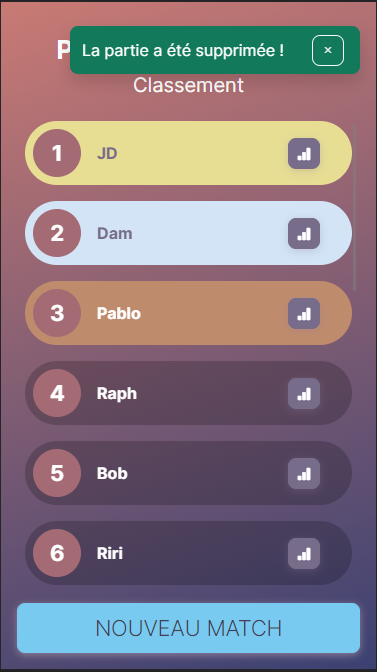 La partie a été supprimée !
×
Classement
1 JD
2 Dam
3 Pablo
4 Raph
5 Bob
6 Riri
NOUVEAU MATCH